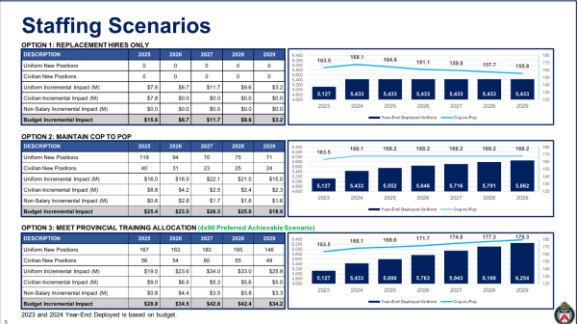 Staffing Scenarios
OPTION 1: REPLACEMENT HIRES ONLY
DESCRIPTION 2025 2026 2027 2028 2029
Uniform New Positions 0 0 0 0 0
Civilian New Positions 0 0 0 0 0
Uniform Incremental Impact (M) $7.8 $6.7 $11.7 $9.6 $3.2
Civilian Incremental Impact (M) $7.8 $0.0 $0.0 $0.0 $0.0
Non-Salary Incremental Impact (M) $0.0 $0.0 $0.0 $0.0 $0.0
Budget Incremental Impact $15.6 $6.7 $11.7 $9.6 $3.2
163.5 168.1 164.6 161.1 158.8 157.7 155.8
5,127 5,433 5,433 5,433 5,433 5,433 5,433
2023 2024 2025 2026 2027 2028 2029
Year-End Deployed Uniform Cop-to-Pop
OPTION 2: MAINTAIN COP TO POP
DESCRIPTION 2025 2026 2027 2028 2029
Uniform New Positions 119 94 70 75 71
Civilian New Positions 40 31 23 25 24
Uniform Incremental Impact (M) $16.0 $16.5 $22.1 $21.0 $15.0
Civilian Incremental Impact (M) $8.8 $4.2 $2.5 $2.4 $2.3
Non-Salary Incremental Impact (M) $0.6 $2.8 $1.7 $1.6 $1.6
Budget Incremental Impact $25.4 $23.5 $26.3 $25.0 $18.9
163.5 168.1 168.2 168.2 168.2 168.2 168.2
5,127 5,433 5,552 5,646 5,716 5,791 5,862
2023 2024 2025 2026 2027 2028 2029
Year-End Deployed Uniform Cop-to-Pop
OPTION 3: MEET PROVINCIAL TRAINING ALLOCATION (4x90 Preferred Achievable Scenario)
DESCRIPTION 2025 2026 2027 2028 2029
Uniform New Positions 167 163 180 165 146
Civilian New Positions 56 54 60 55 49
Uniform Incremental Impact (M) $19.0 $23.6 $34.0 $33.0 $25.9
Civilian Incremental Impact (M) $9.0 $6.5 $5.3 $5.6 $5.0
Non-Salary Incremental Impact (M) $0.8 $4.4 $3.5 $3.8 $3.3
Budget Incremental Impact $28.8 $34.5 $42.8 $42.4 $34.2
163.5 168.1 169.6 171.7 174.8 177.3 179.3
5,127 5,433 5,763 5,943 6,108 6,254
2023 2024 2025 2026 2027 2028 2029
Year-End Deployed Uniform Cop-to-Pop
2023 and 2024 Year-End Deployed is based on budget.
5